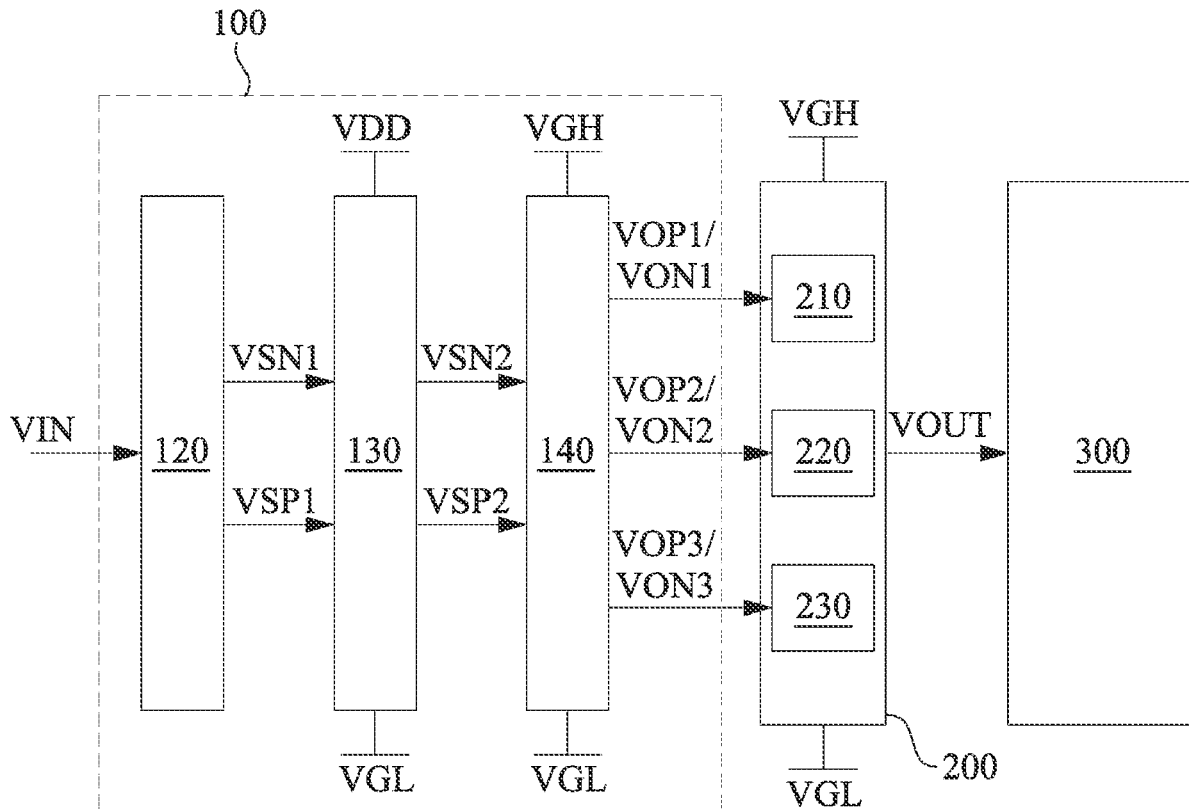 100
VDD
VGH
VGH
VOP1/
VON1
210
VSN1
VSN2
VOP2/
VON2
VIN
120
130
140
220
VOUT
300
VSP1
VSP2
VOP3/
VON3
230
VGL
VGL
VGL
200